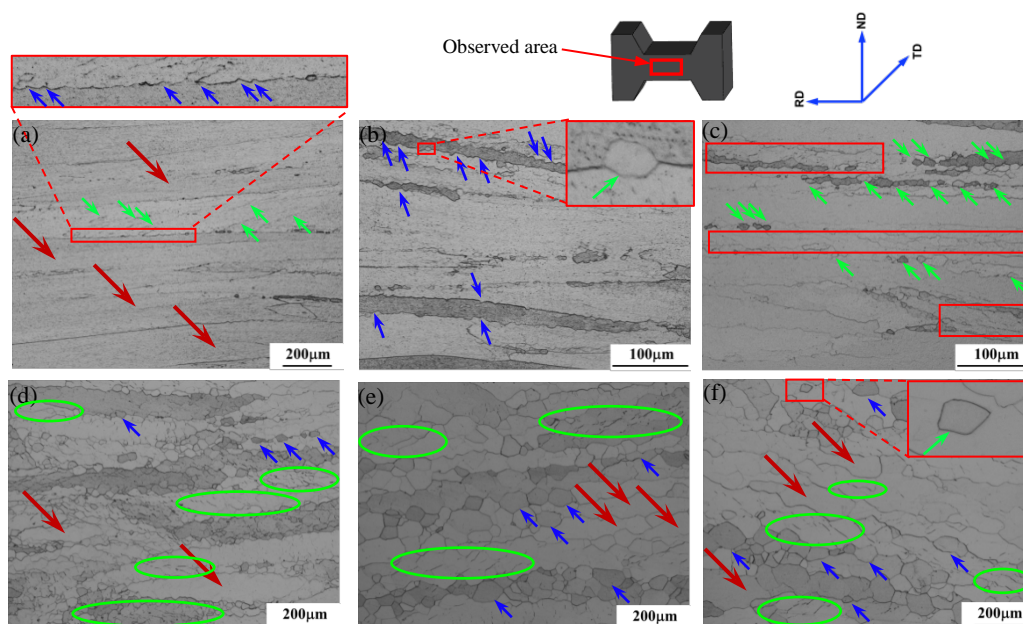 Observed area
ND
TD
RD
(a)
(b)
(c)
200μm
100μm
100μm
(d)
(e)
(f)
200μm
200μm
200μm